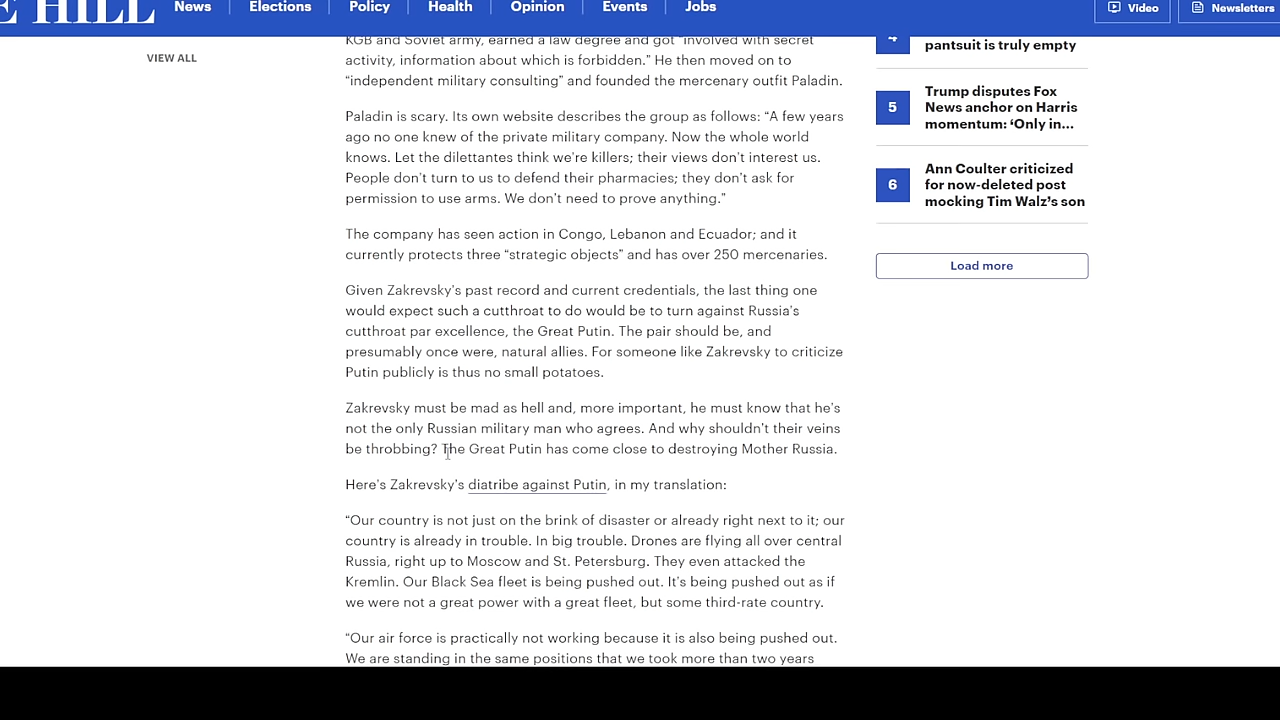 E HILL
News
Elections
Policy
Health
Opinion
Events
Jobs
Video
Newsletters
VIEW ALL
KGB and Soviet army, earned a law degree and got “involved with secret
activity, information about which is forbidden.” He then moved on to
“independent military consulting” and founded the mercenary outfit Paladin.
Paladin is scary. Its own website describes the group as follows: “A few years
ago no one knew of the private military company. Now the whole world
knows. Let the dilettantes think we're killers; their views don't interest us.
People don't turn to us to defend their pharmacies; they don't ask for
permission to use arms. We don't need to prove anything.”
The company has seen action in Congo, Lebanon and Ecuador; and it
currently protects three “strategic objects” and has over 250 mercenaries.
Given Zakrevsky's past record and current credentials, the last thing one
would expect such a cutthroat to do would be to turn against Russia's
cutthroat par excellence, the Great Putin. The pair should be, and
presumably once were, natural allies. For someone like Zakrevsky to criticize
Putin publicly is thus no small potatoes.
Zakrevsky must be mad as hell and, more important, he must know that he's
not the only Russian military man who agrees. And why shouldn't their veins
be throbbing? The Great Putin has come close to destroying Mother Russia.
Here's Zakrevsky's diatribe against Putin, in my translation:
“Our country is not just on the brink of disaster or already right next to it; our
country is already in trouble. In big trouble. Drones are flying all over central
Russia, right up to Moscow and St. Petersburg. They even attacked the
Kremlin. Our Black Sea fleet is being pushed out. It's being pushed out as if
we were not a great power with a great fleet, but some third-rate country.
“Our air force is practically not working because it is also being pushed out.
We are standing in the same positions that we took more than two years
4
pantsuit is truly empty
5
Trump disputes Fox
News anchor on Harris
momentum: ‘Only in...
6
Ann Coulter criticized
for now-deleted post
mocking Tim Walz’s son
Load more